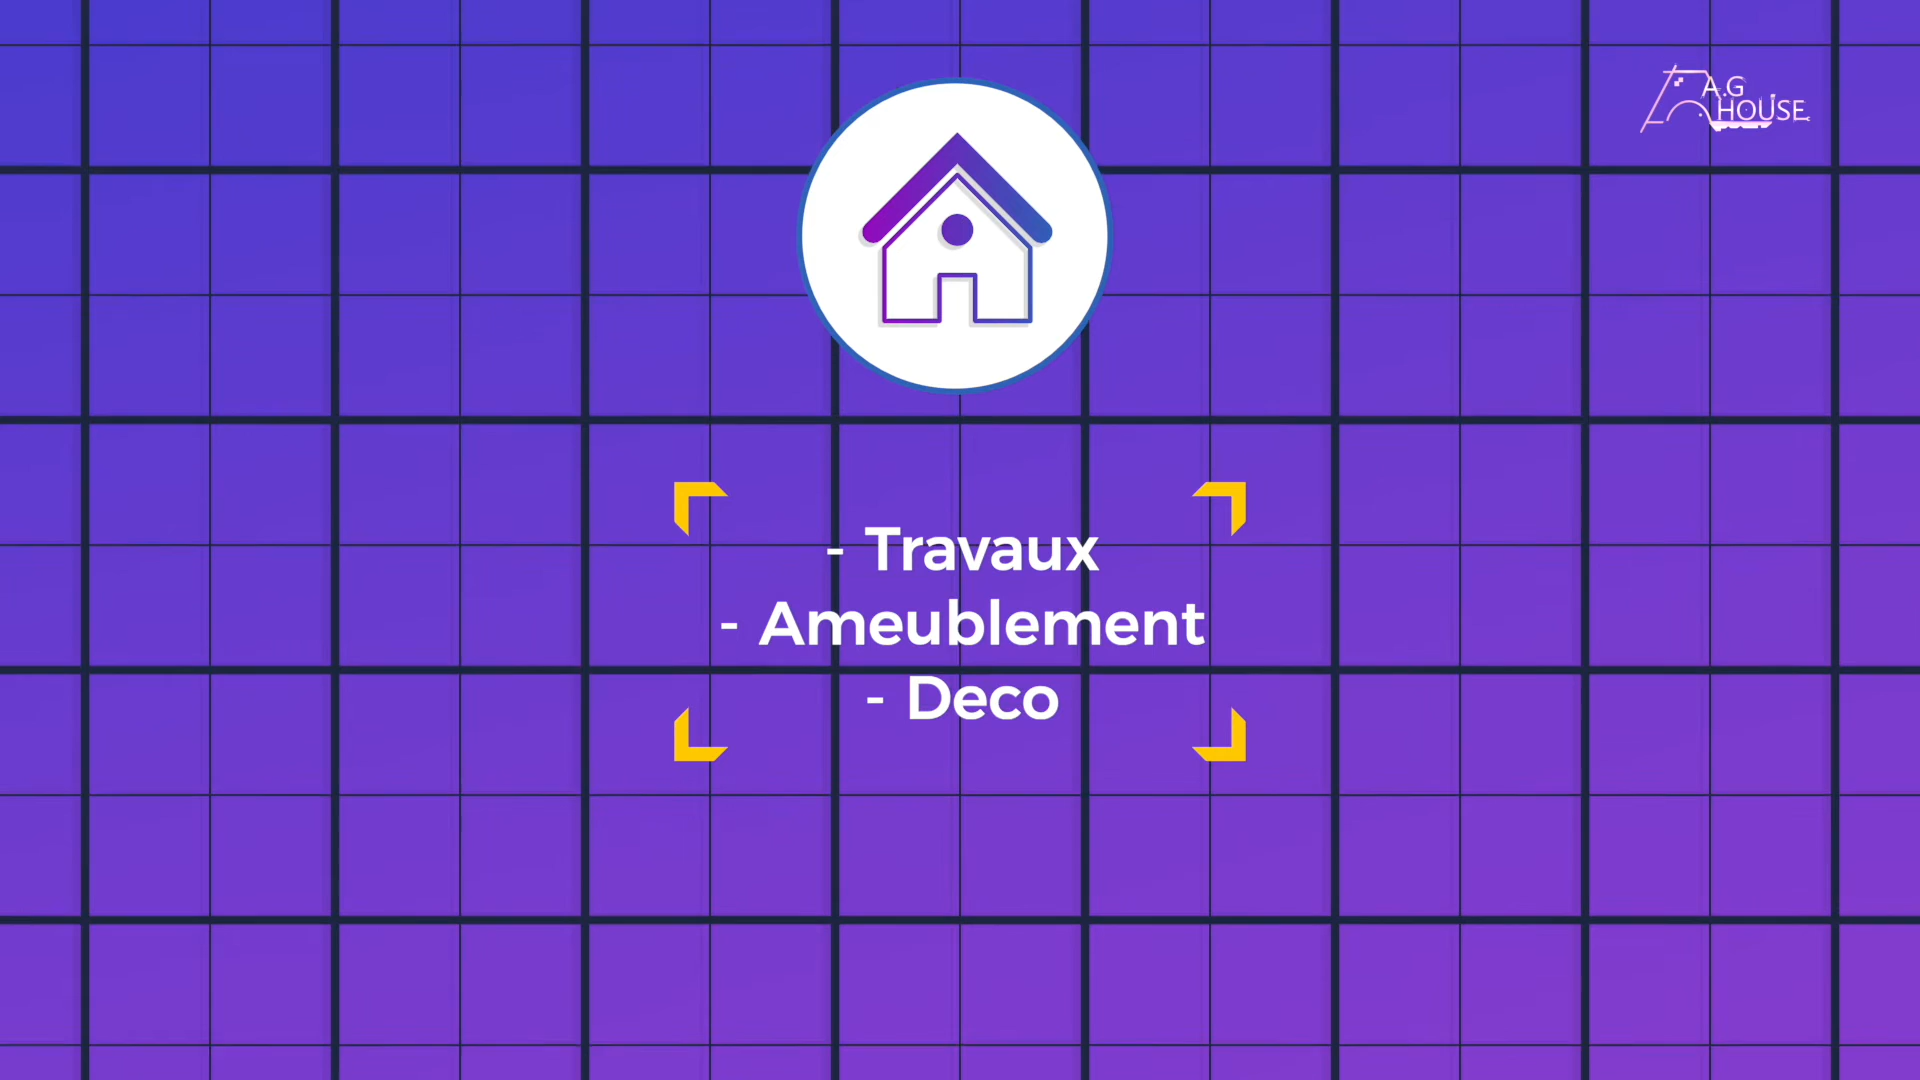 A.G
HOUSE
- Travaux
- Ameublement
- Deco